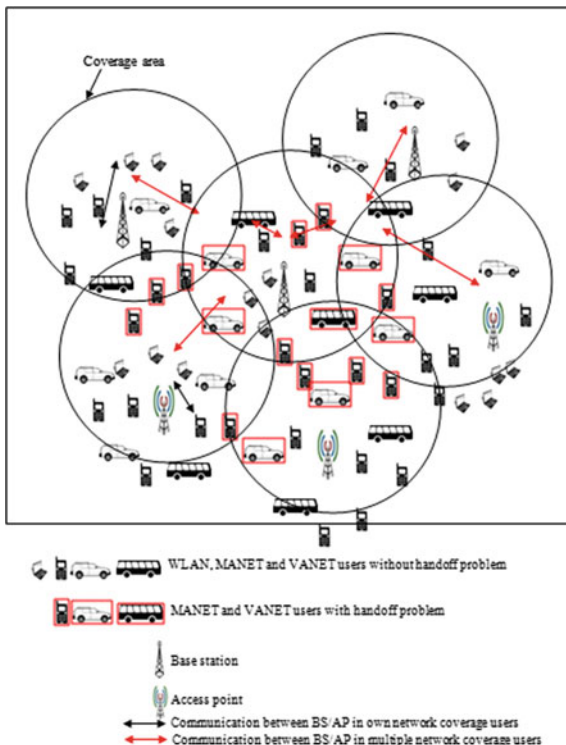 Coverage area
WLAN, MANET and VANET users without handoff problem
MANET and VANET users with handoff problem
Base station
Access point
Communication between BS/AP in own network coverage users
Communication between BS/AP in multiple network coverage users